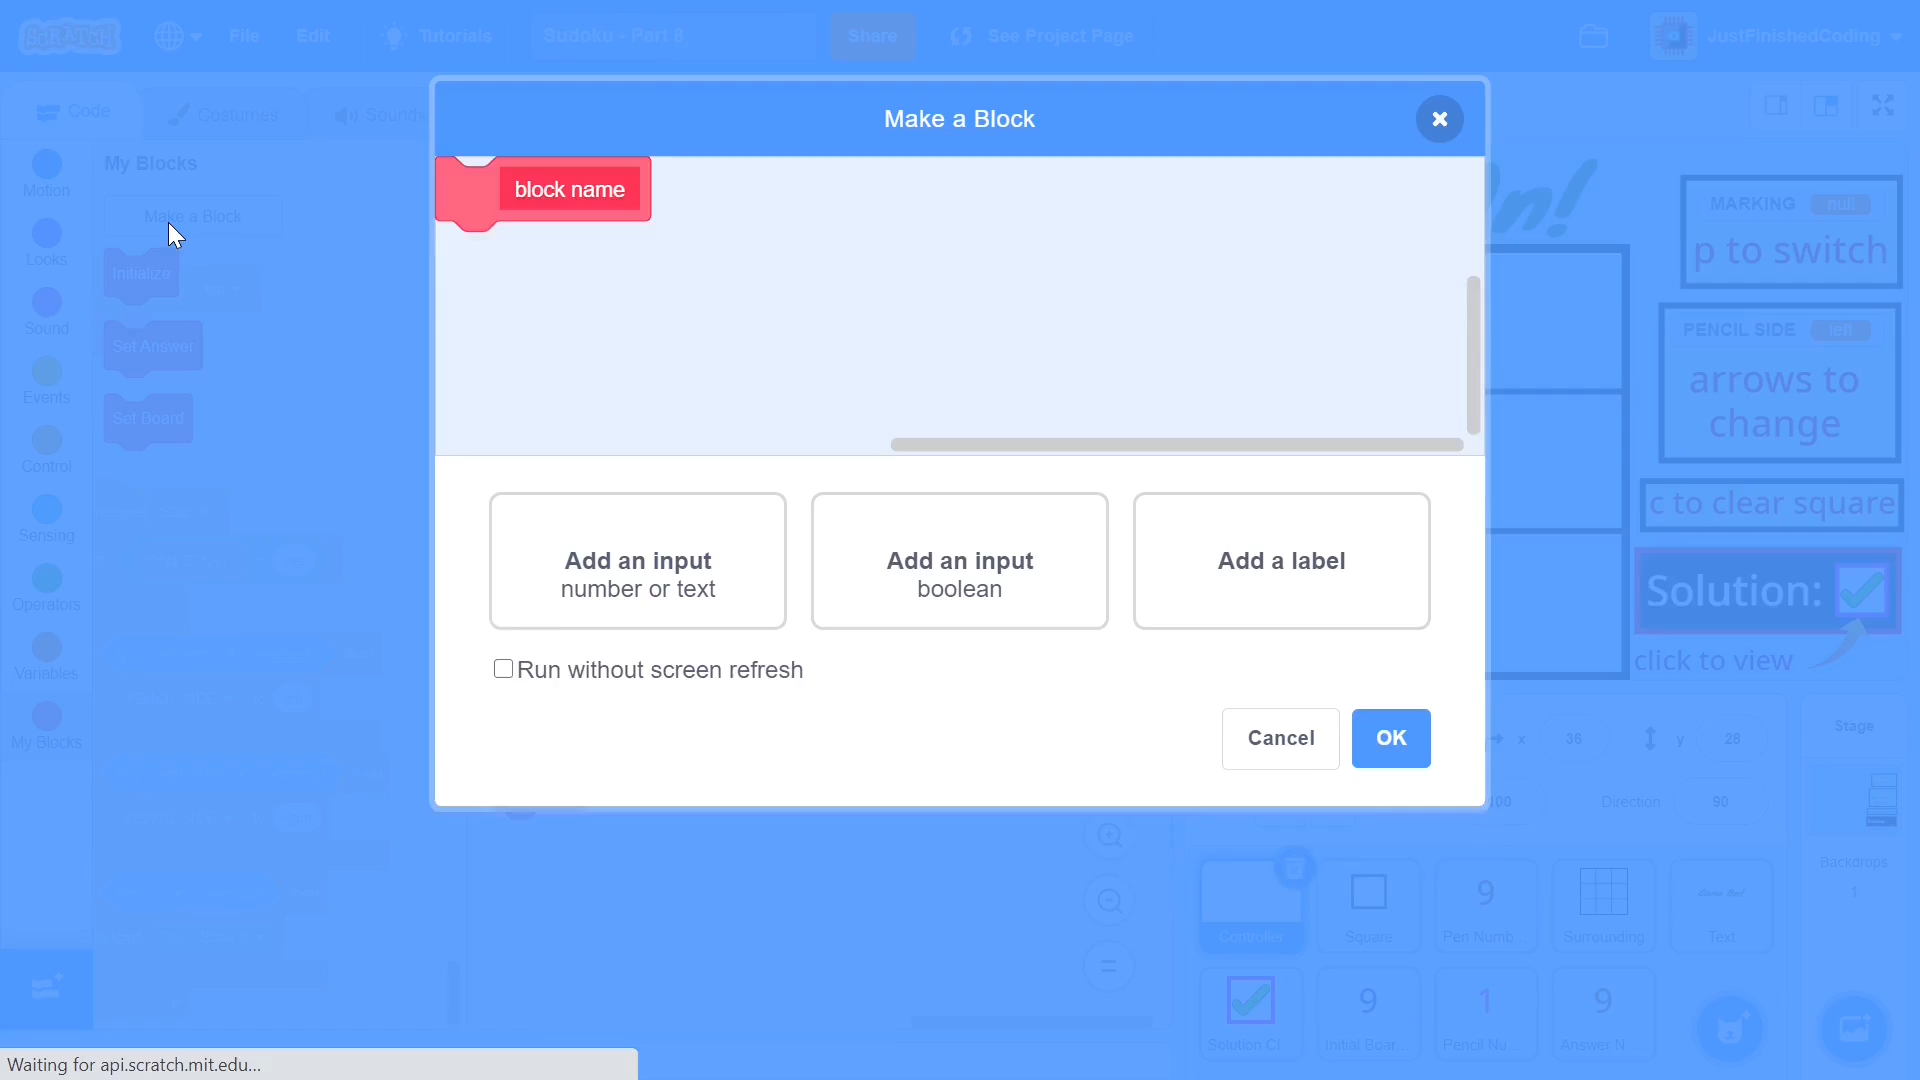 SCRATCH
File
Edit
Tutorials
Sudoku - Part 8
Share
See Project Page
JustFinishedCoding
Code
Costumes
Sounds
Make a Block
block name
Add an input
number or text
Add an input
boolean
Add a label
Run without screen refresh
Cancel
OK
Motion
Looks
Sound
Events
Control
Sensing
Operators
Variables
My Blocks
My Blocks
Make a Block
Initialize
Set Answer
Set Board
MARKING null
p to switch
PENCIL SIDE left
arrows to
change
c to clear square
Solution:
click to view
x 36
y 28
100
Direction 90
Stage
Backdrops
1
Controller
Square
9
Pen Numb...
Surrounding
Text
Solution Cl
9
Initial Boar...
1
Pencil Nu...
9
Answer N...
Waiting for api.scratch.mit.edu...